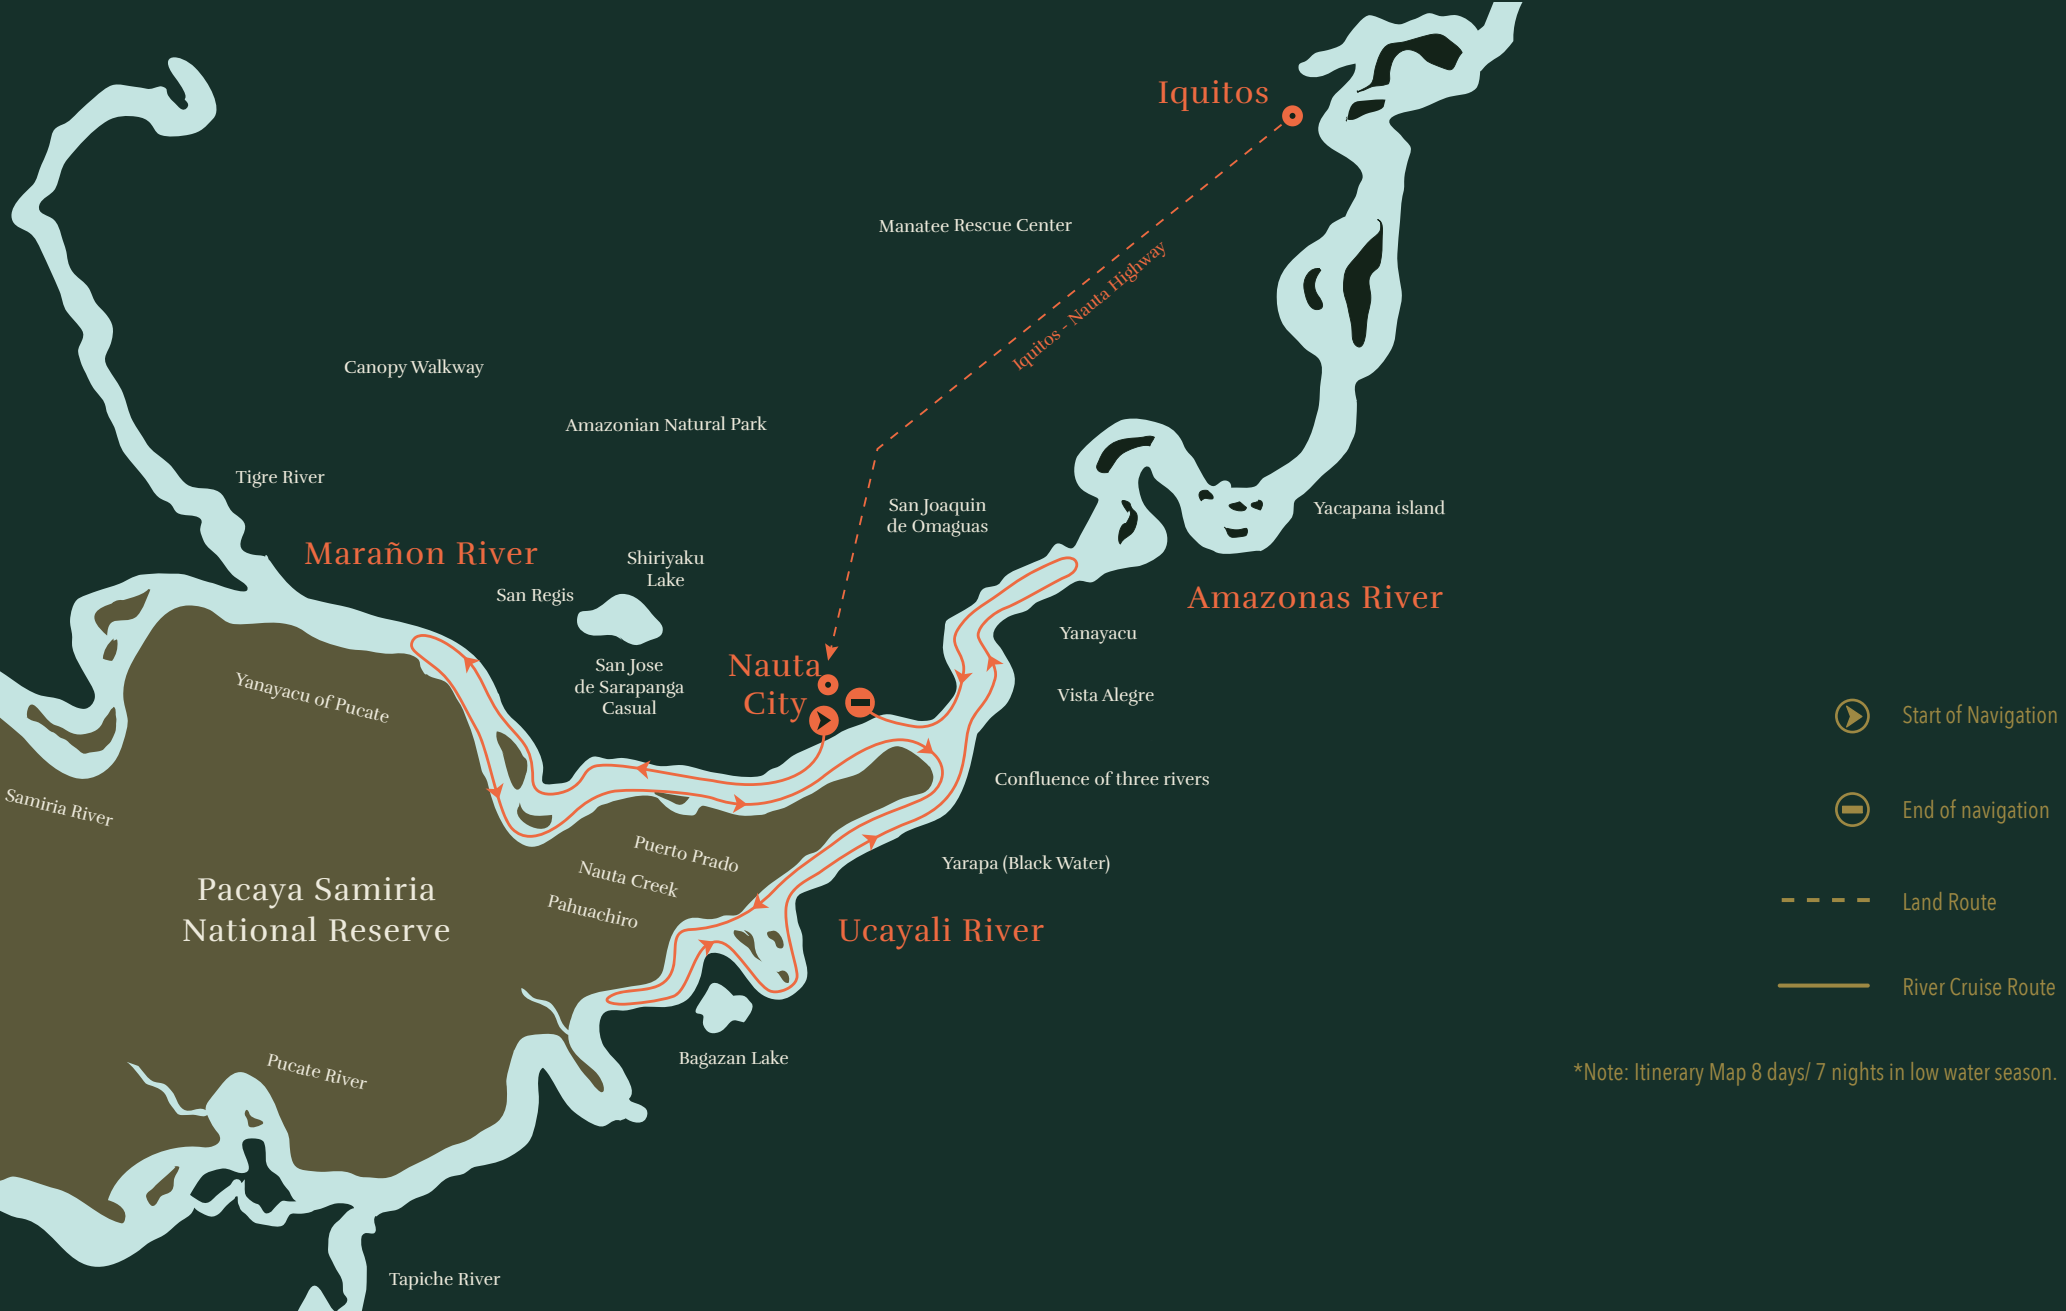 Iquitos
Manatee Rescue Center
Iquitos - Nauta Highway
Canopy Walkway
Amazonian Natural Park
Tigre River
San Joaquin
de Omaguas
Yacapana island
Marañon River
Shiriyaku
Lake
San Regis
Amazonas River
Yanayacu
San Jose
de Sarapanga
Casual
Nauta
City
Yanayacu of Pucate
Vista Alegre
Start of Navigation
Confluence of three rivers
Samiria River
End of navigation
Puerto Prado
Nauta Creek
Pahuachiro
Yarapa (Black Water)
Pacaya Samiria
National Reserve
Ucayali River
Land Route
River Cruise Route
Bagazan Lake
Pucate River
*Note: Itinerary Map 8 days/ 7 nights in low water season.
Tapiche River